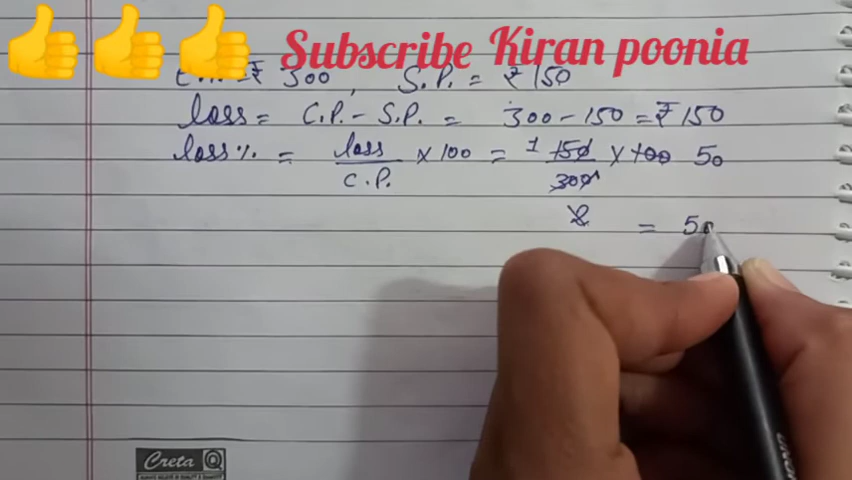 Subscribe Kiran poonia
= ₹ 300, S.P. = ₹ 150
loss = C.P. - S.P. = 300 - 150 = ₹ 150
loss % = loss/C.P. × 100 = 1 150/300 × 100 50
2 = 50
Creta